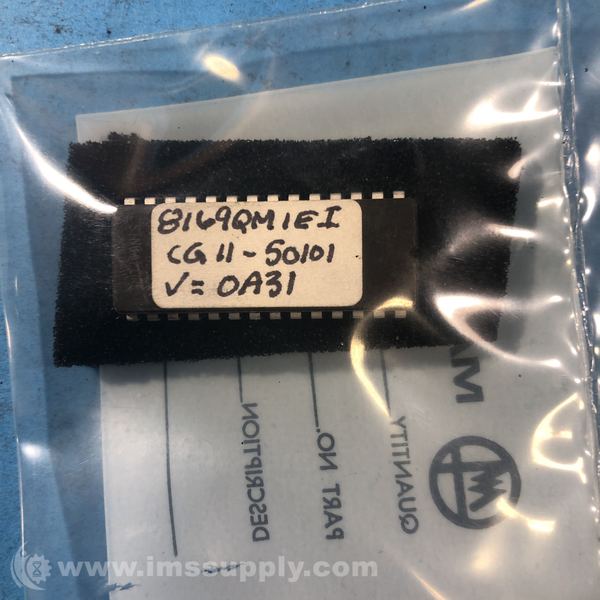 8169QM1EI
CG11-50101
√= 0A31
QUANTITY
PART NO.
DESCRIPTION
www.imssupply.com